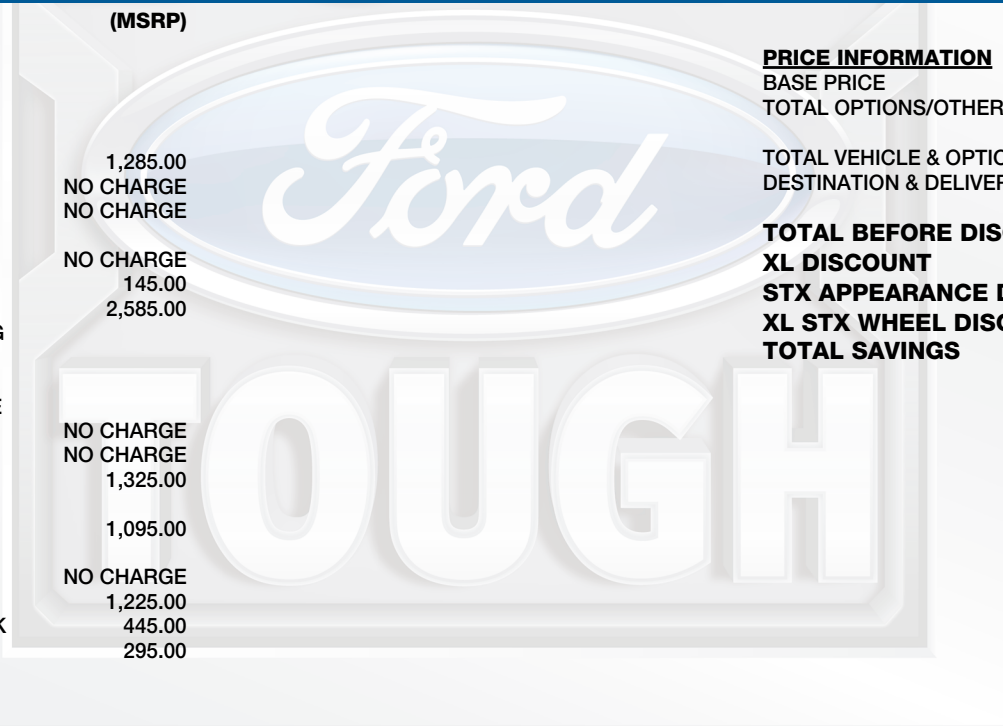 (MSRP)
1,285.00
NO CHARGE
NO CHARGE
NO CHARGE
145.00
2,585.00
NO CHARGE
NO CHARGE
1,325.00
1,095.00
NO CHARGE
1,225.00
445.00
295.00
PRICE INFORMATION
BASE PRICE
TOTAL OPTIONS/OTHER
TOTAL VEHICLE & OPTIO
DESTINATION & DELIVER
TOTAL BEFORE DIS
XL DISCOUNT
STX APPEARANCE D
XL STX WHEEL DISC
TOTAL SAVINGS
Ford
TOUGH